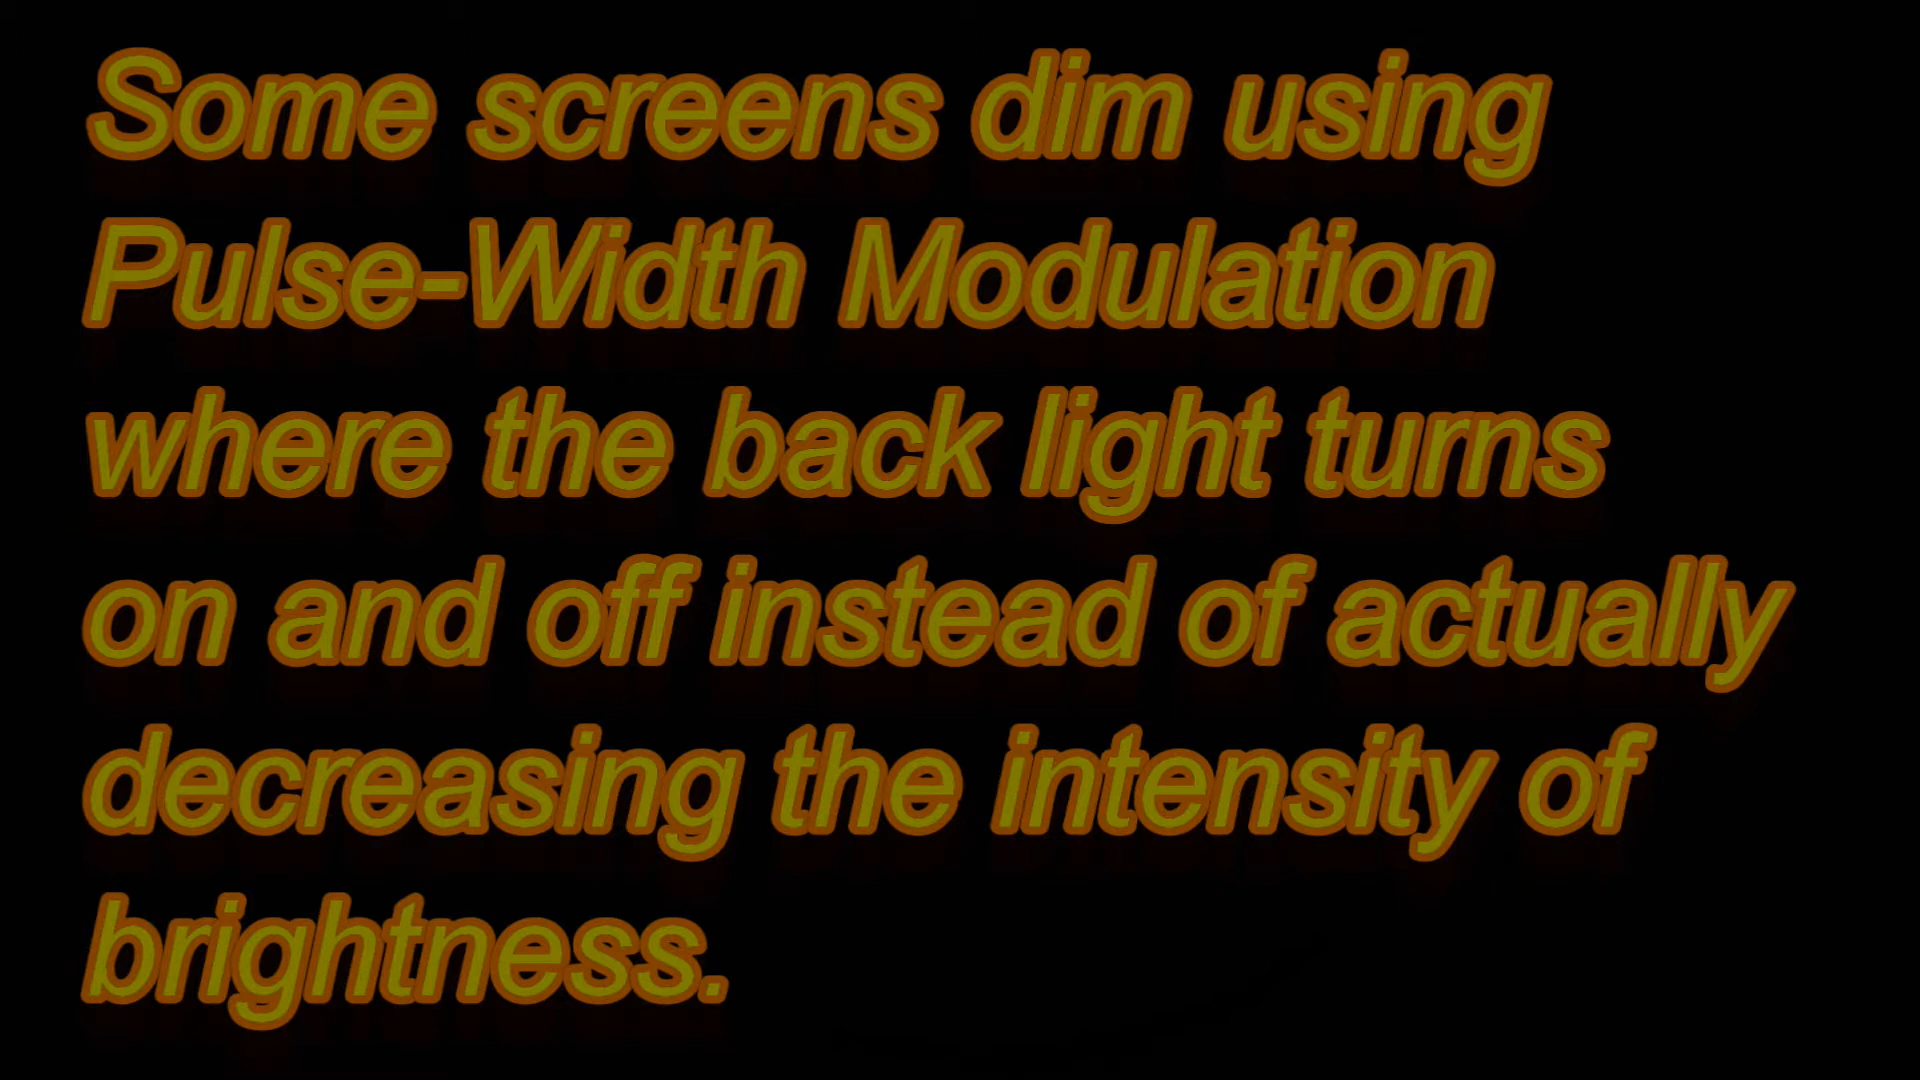 Some screens dim using
Pulse-Width Modulation
where the back light turns
on and off instead of actually
decreasing the intensity of
brightness.